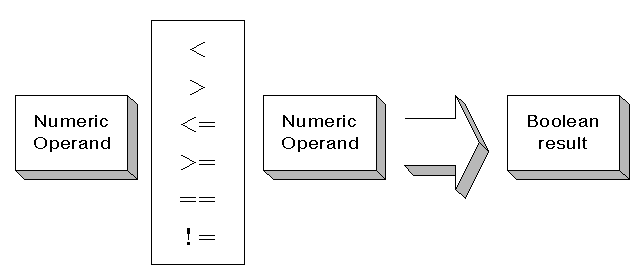 Numeric
Operand
<
>
<=
>=
==
!=
Numeric
Operand
Boolean
result